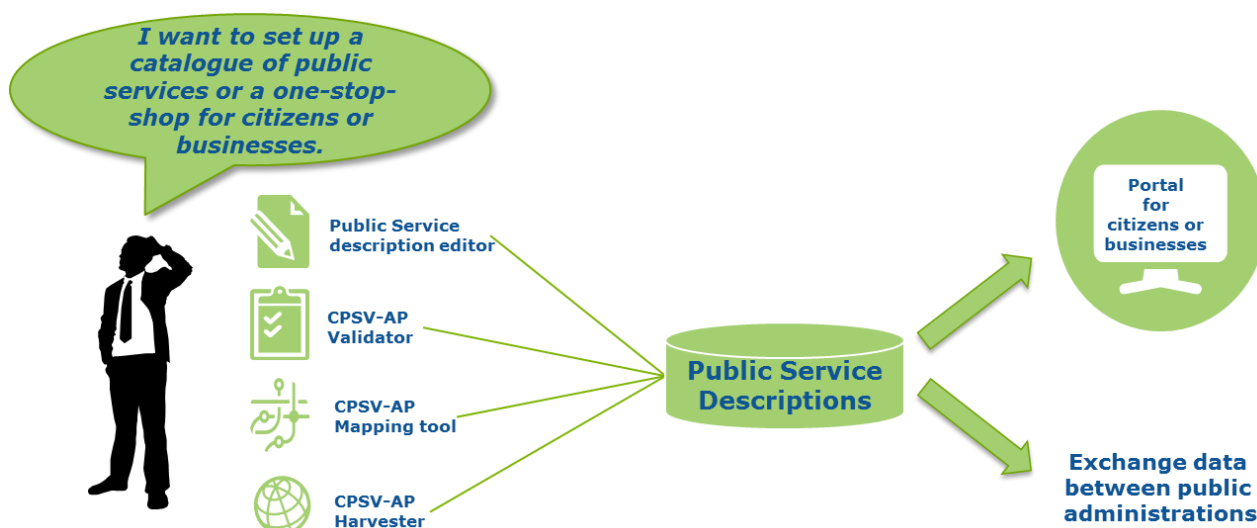 I want to set up a
catalogue of public
services or a one-stop-
shop for citizens or
businesses.
Public Service
description editor
CPSV-AP
Validator
CPSV-AP
Mapping tool
CPSV-AP
Harvester
Public Service
Descriptions
Portal
for
citizens or
businesses
Exchange data
between public
administrations